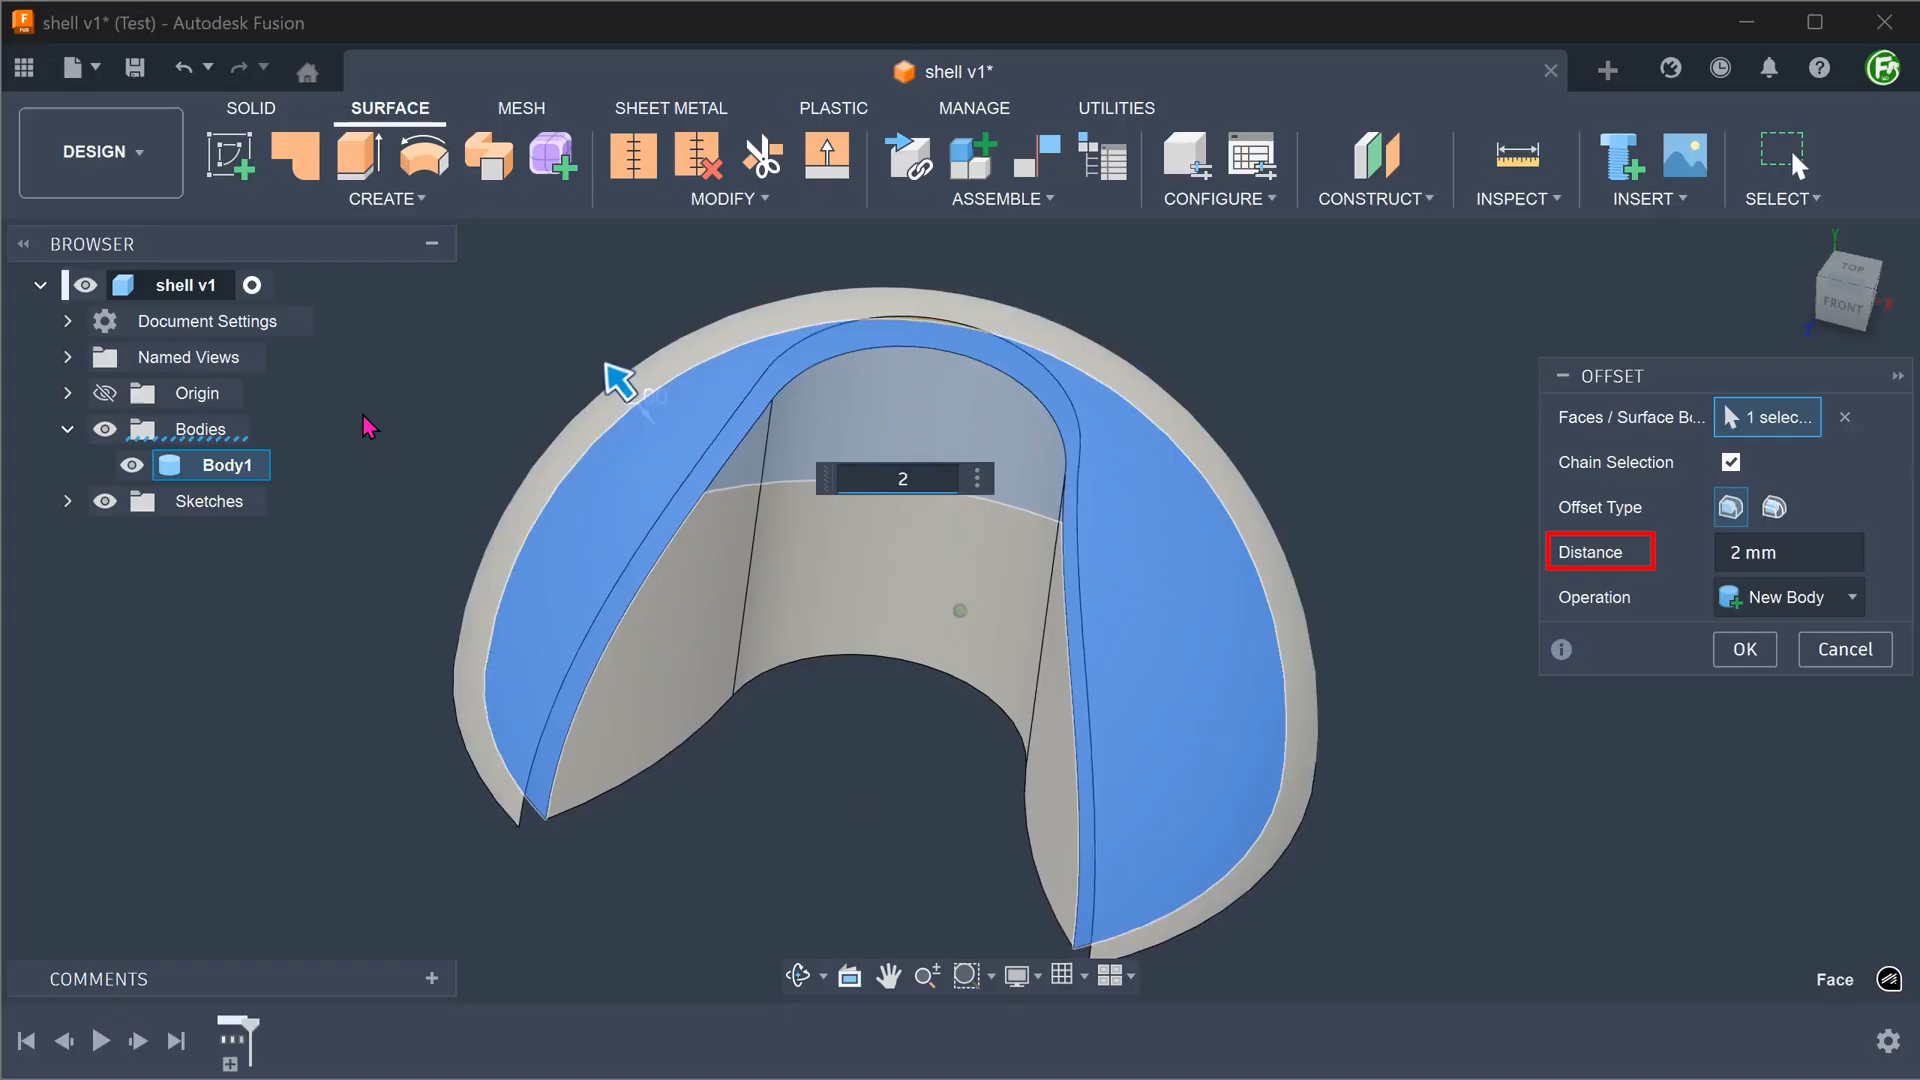 shell v1* (Test) - Autodesk Fusion
shell v1*
SOLID SURFACE MESH SHEET METAL PLASTIC MANAGE UTILITIES
DESIGN
CREATE MODIFY ASSEMBLE CONFIGURE CONSTRUCT INSPECT INSERT SELECT
BROWSER
shell v1
Document Settings
Named Views
Origin
Bodies
Body1
Sketches
2
Y
TOP
FRONT
X
Z
OFFSET
Faces / Surface Bo... 1 selec...
Chain Selection
Offset Type
Distance 2 mm
Operation New Body
OK Cancel
COMMENTS
Face